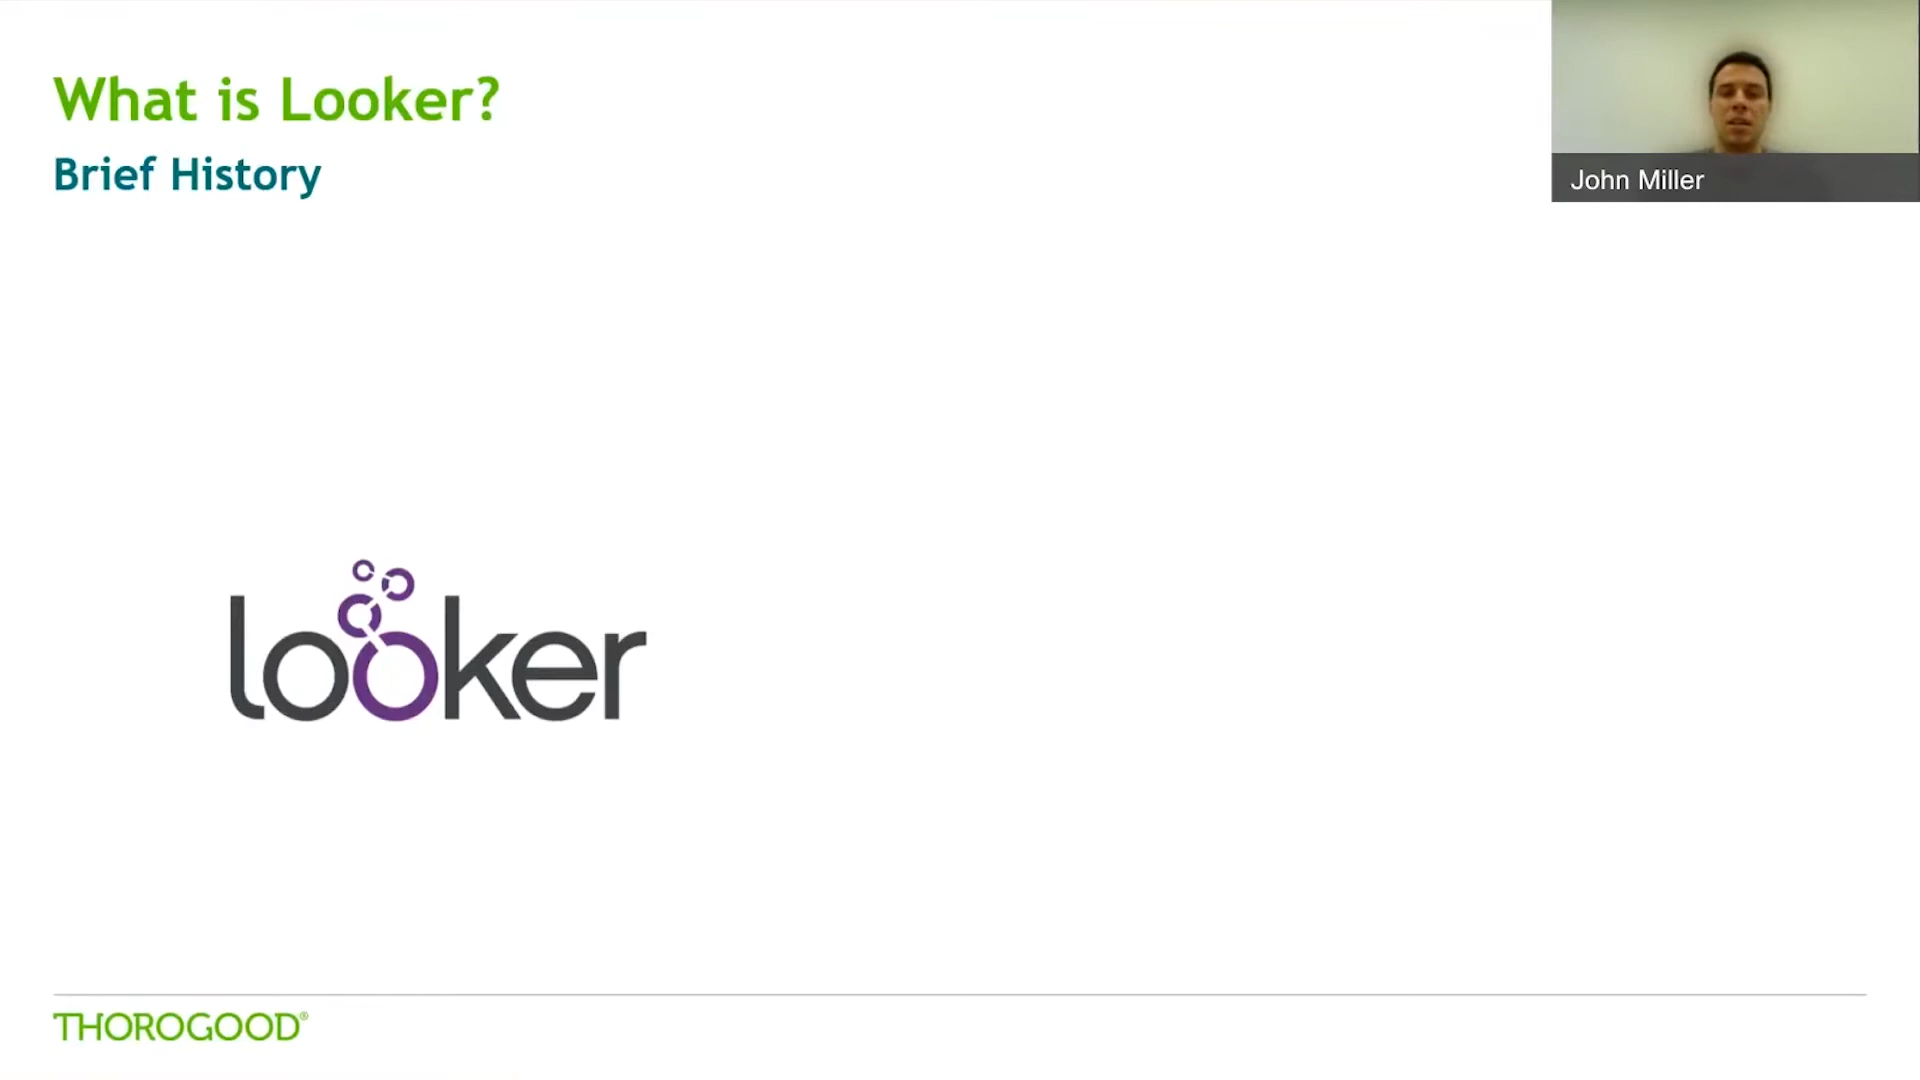 What is Looker?
Brief History
John Miller
looker
THOROGOOD®